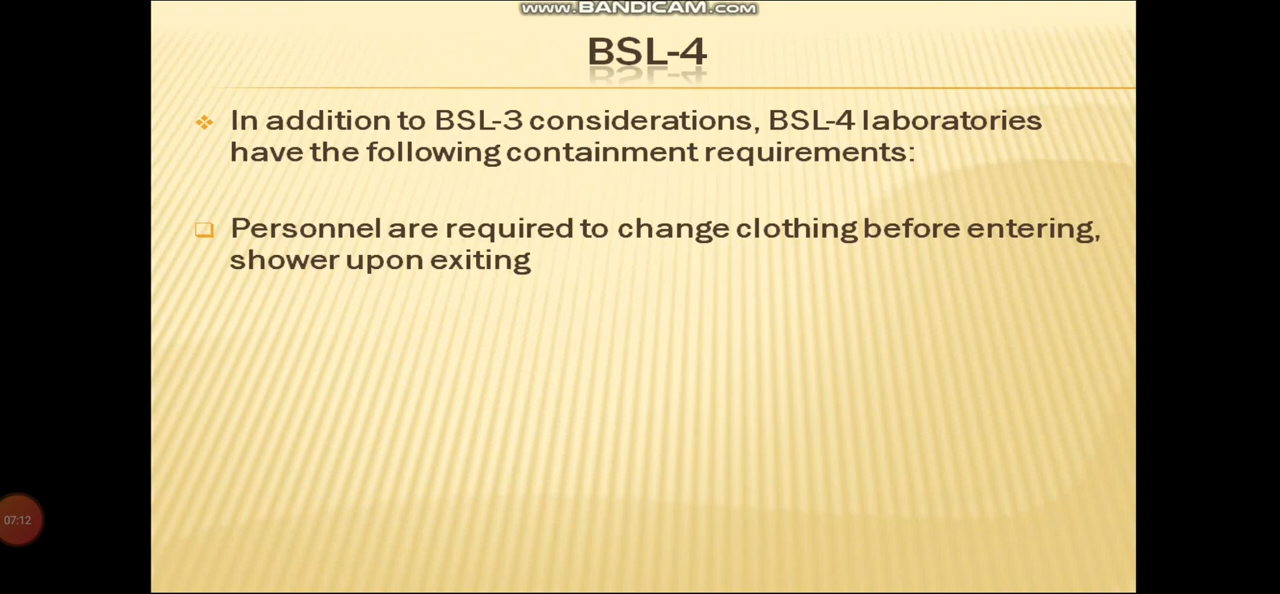 www.BANDICAM.com
BSL-4
In addition to BSL-3 considerations, BSL-4 laboratories
have the following containment requirements:
Personnel are required to change clothing before entering,
shower upon exiting
07:12